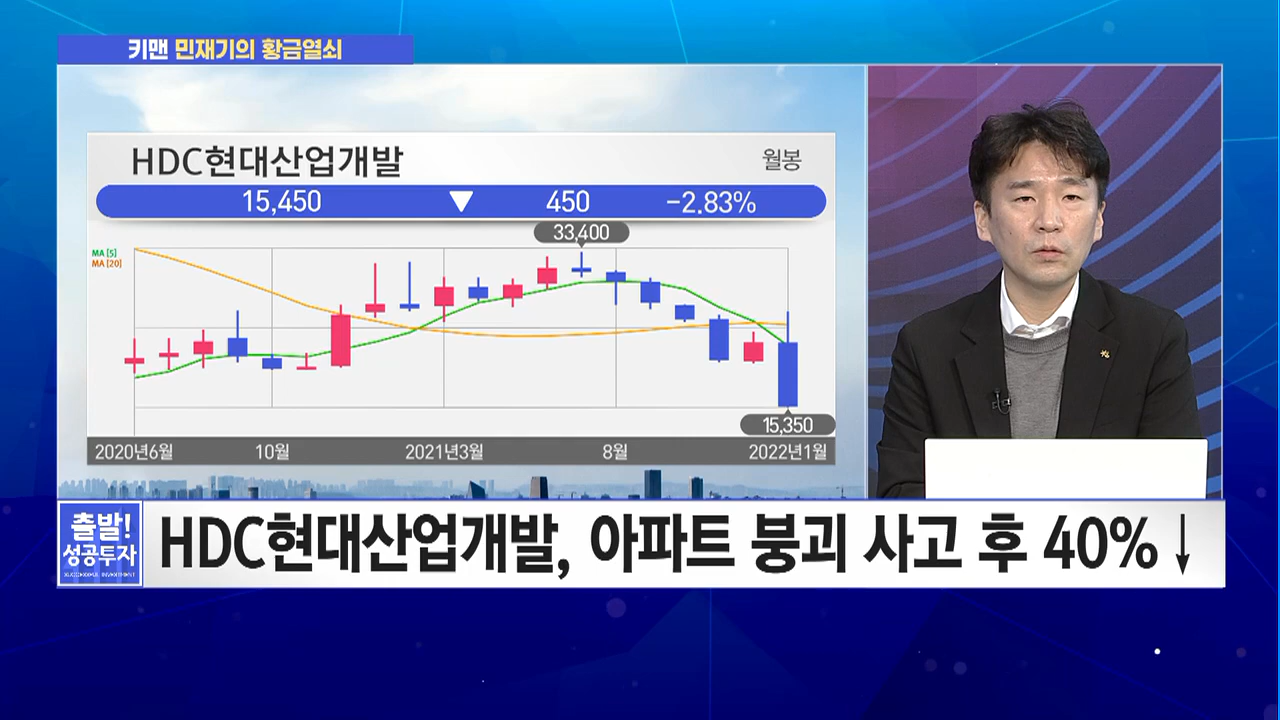 키맨 민재기의 황금열쇠
HDC현대산업개발
월봉
15,450 ▼ 450 -2.83%
33,400
MA [5]
MA [20]
15,350
2020년6월 10월 2021년3월 8월 2022년1월
출발!
성공투자
HDC현대산업개발, 아파트 붕괴 사고 후 40%↓